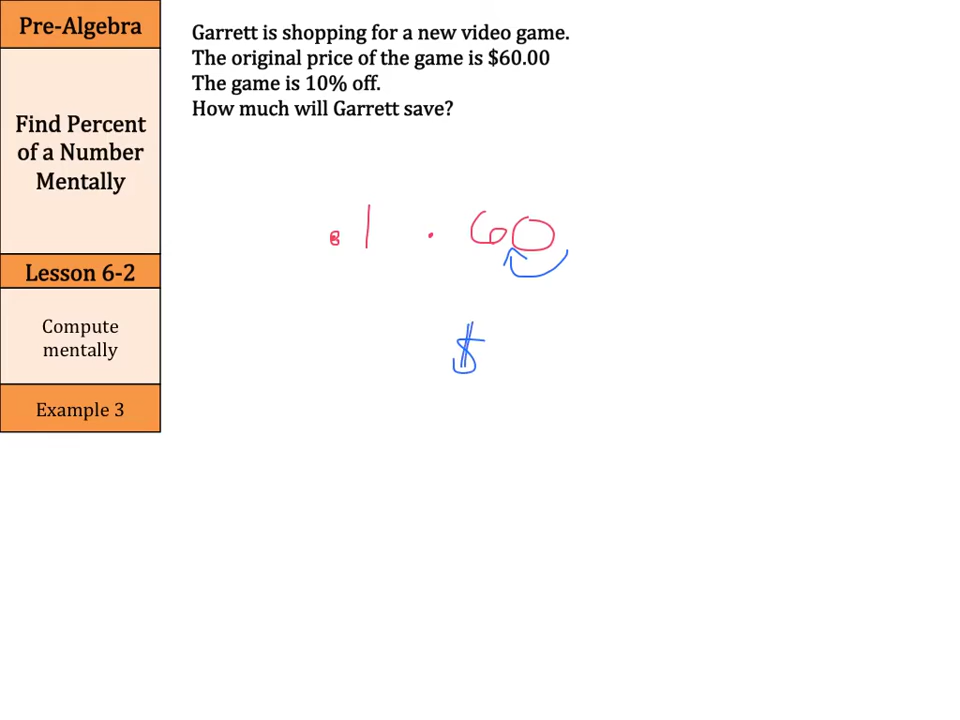 Pre-Algebra
Find Percent
of a Number
Mentally
Lesson 6-2
Compute
mentally
Example 3
Garrett is shopping for a new video game.
The original price of the game is $60.00
The game is 10% off.
How much will Garrett save?
.1 · 60
$